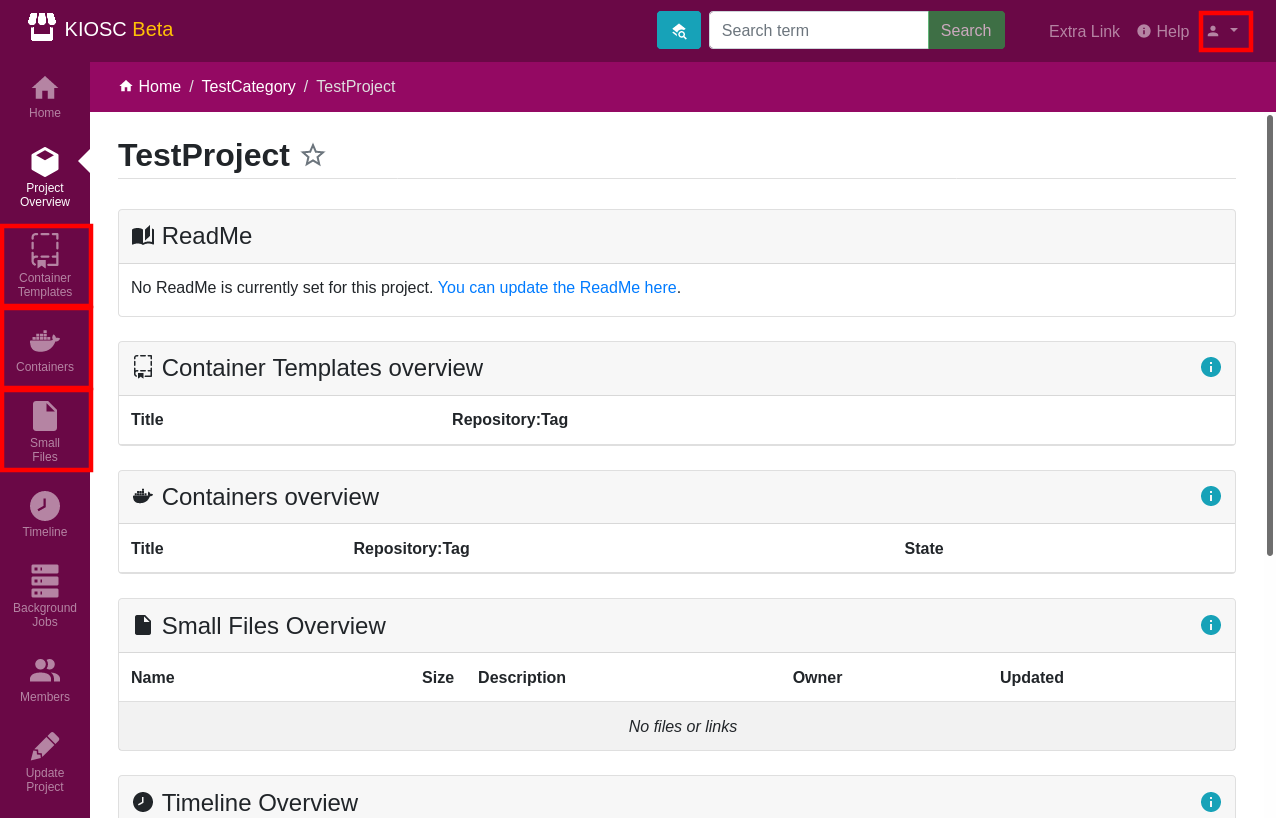 KIOSC Beta
Search term
Search
Extra Link
Help
Home
Project
Overview
Container
Templates
Containers
Small
Files
Timeline
Background
Jobs
Members
Update
Project
Home / TestCategory / TestProject
TestProject
ReadMe
No ReadMe is currently set for this project. You can update the ReadMe here.
Container Templates overview
Title Repository:Tag
Containers overview
Title Repository:Tag State
Small Files Overview
Name Size Description Owner Updated
No files or links
Timeline Overview